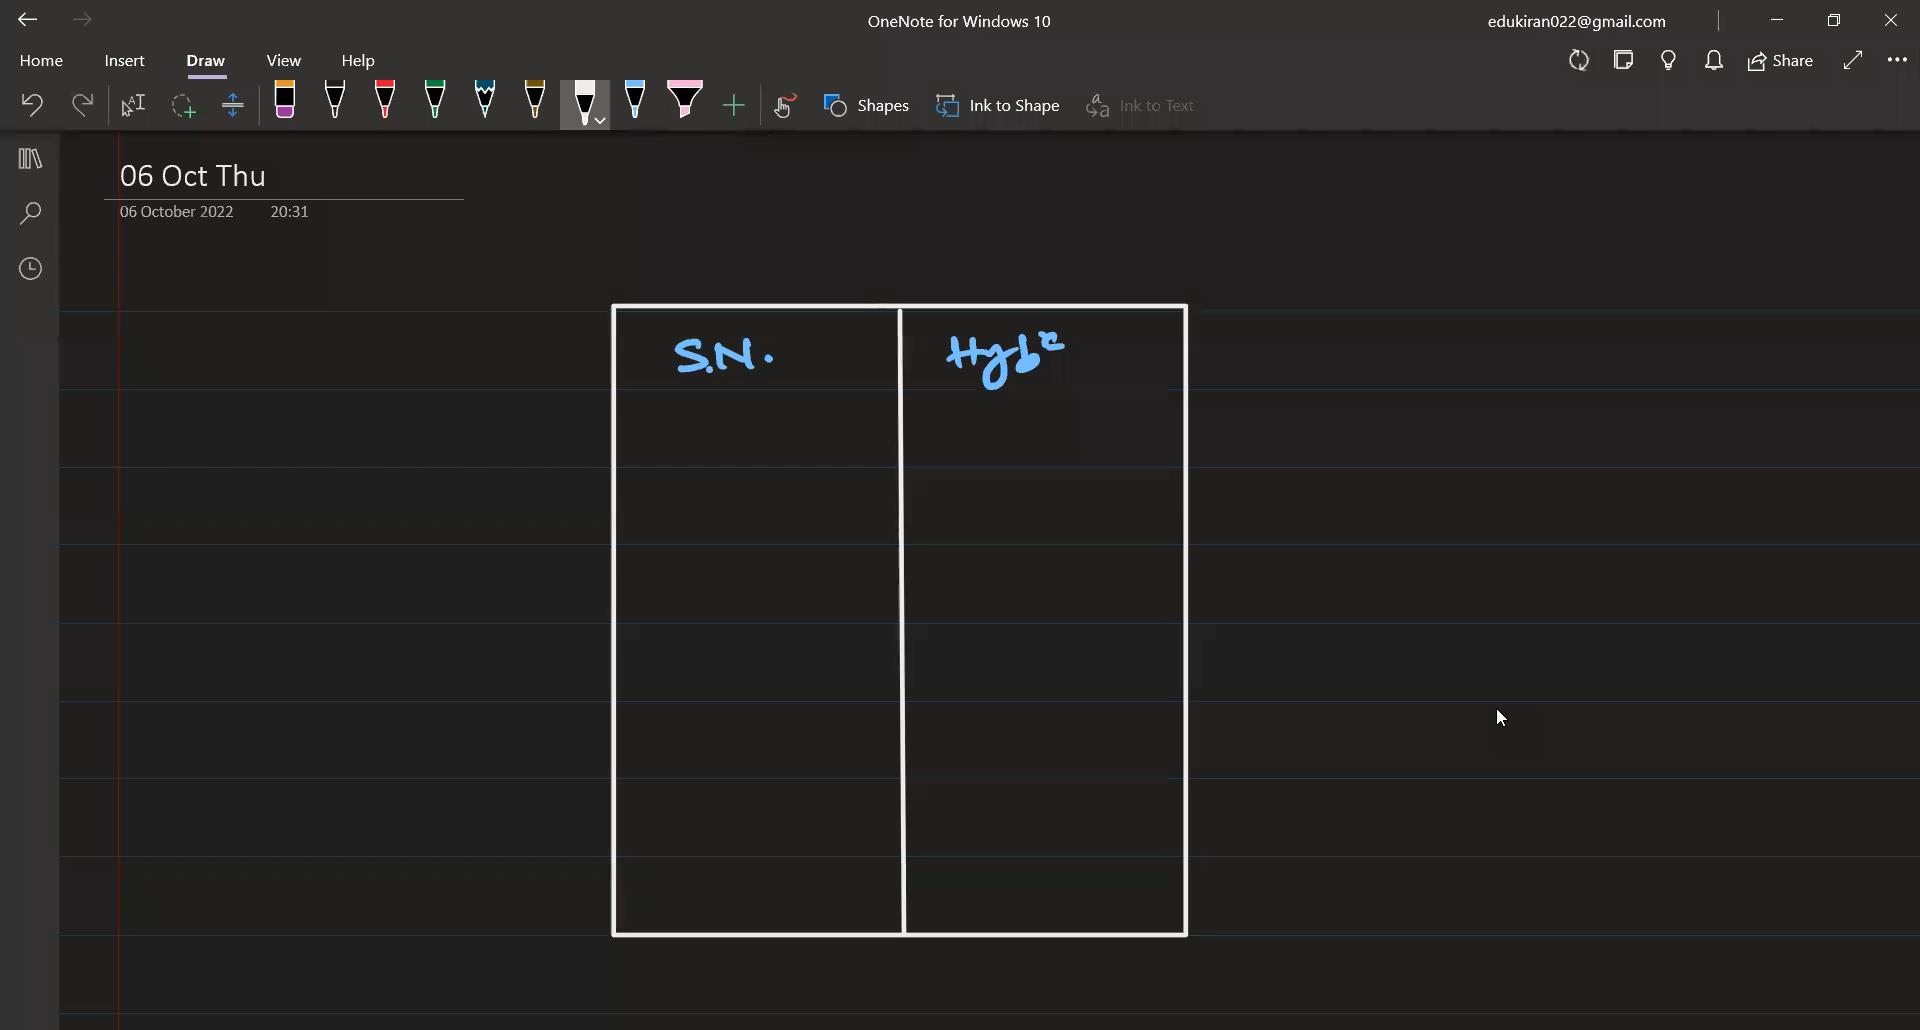 OneNote for Windows 10
edukiran022@gmail.com
Home Insert Draw View Help
Share
Shapes
Ink to Shape
Ink to Text
06 Oct Thu
06 October 2022 20:31
S.N.